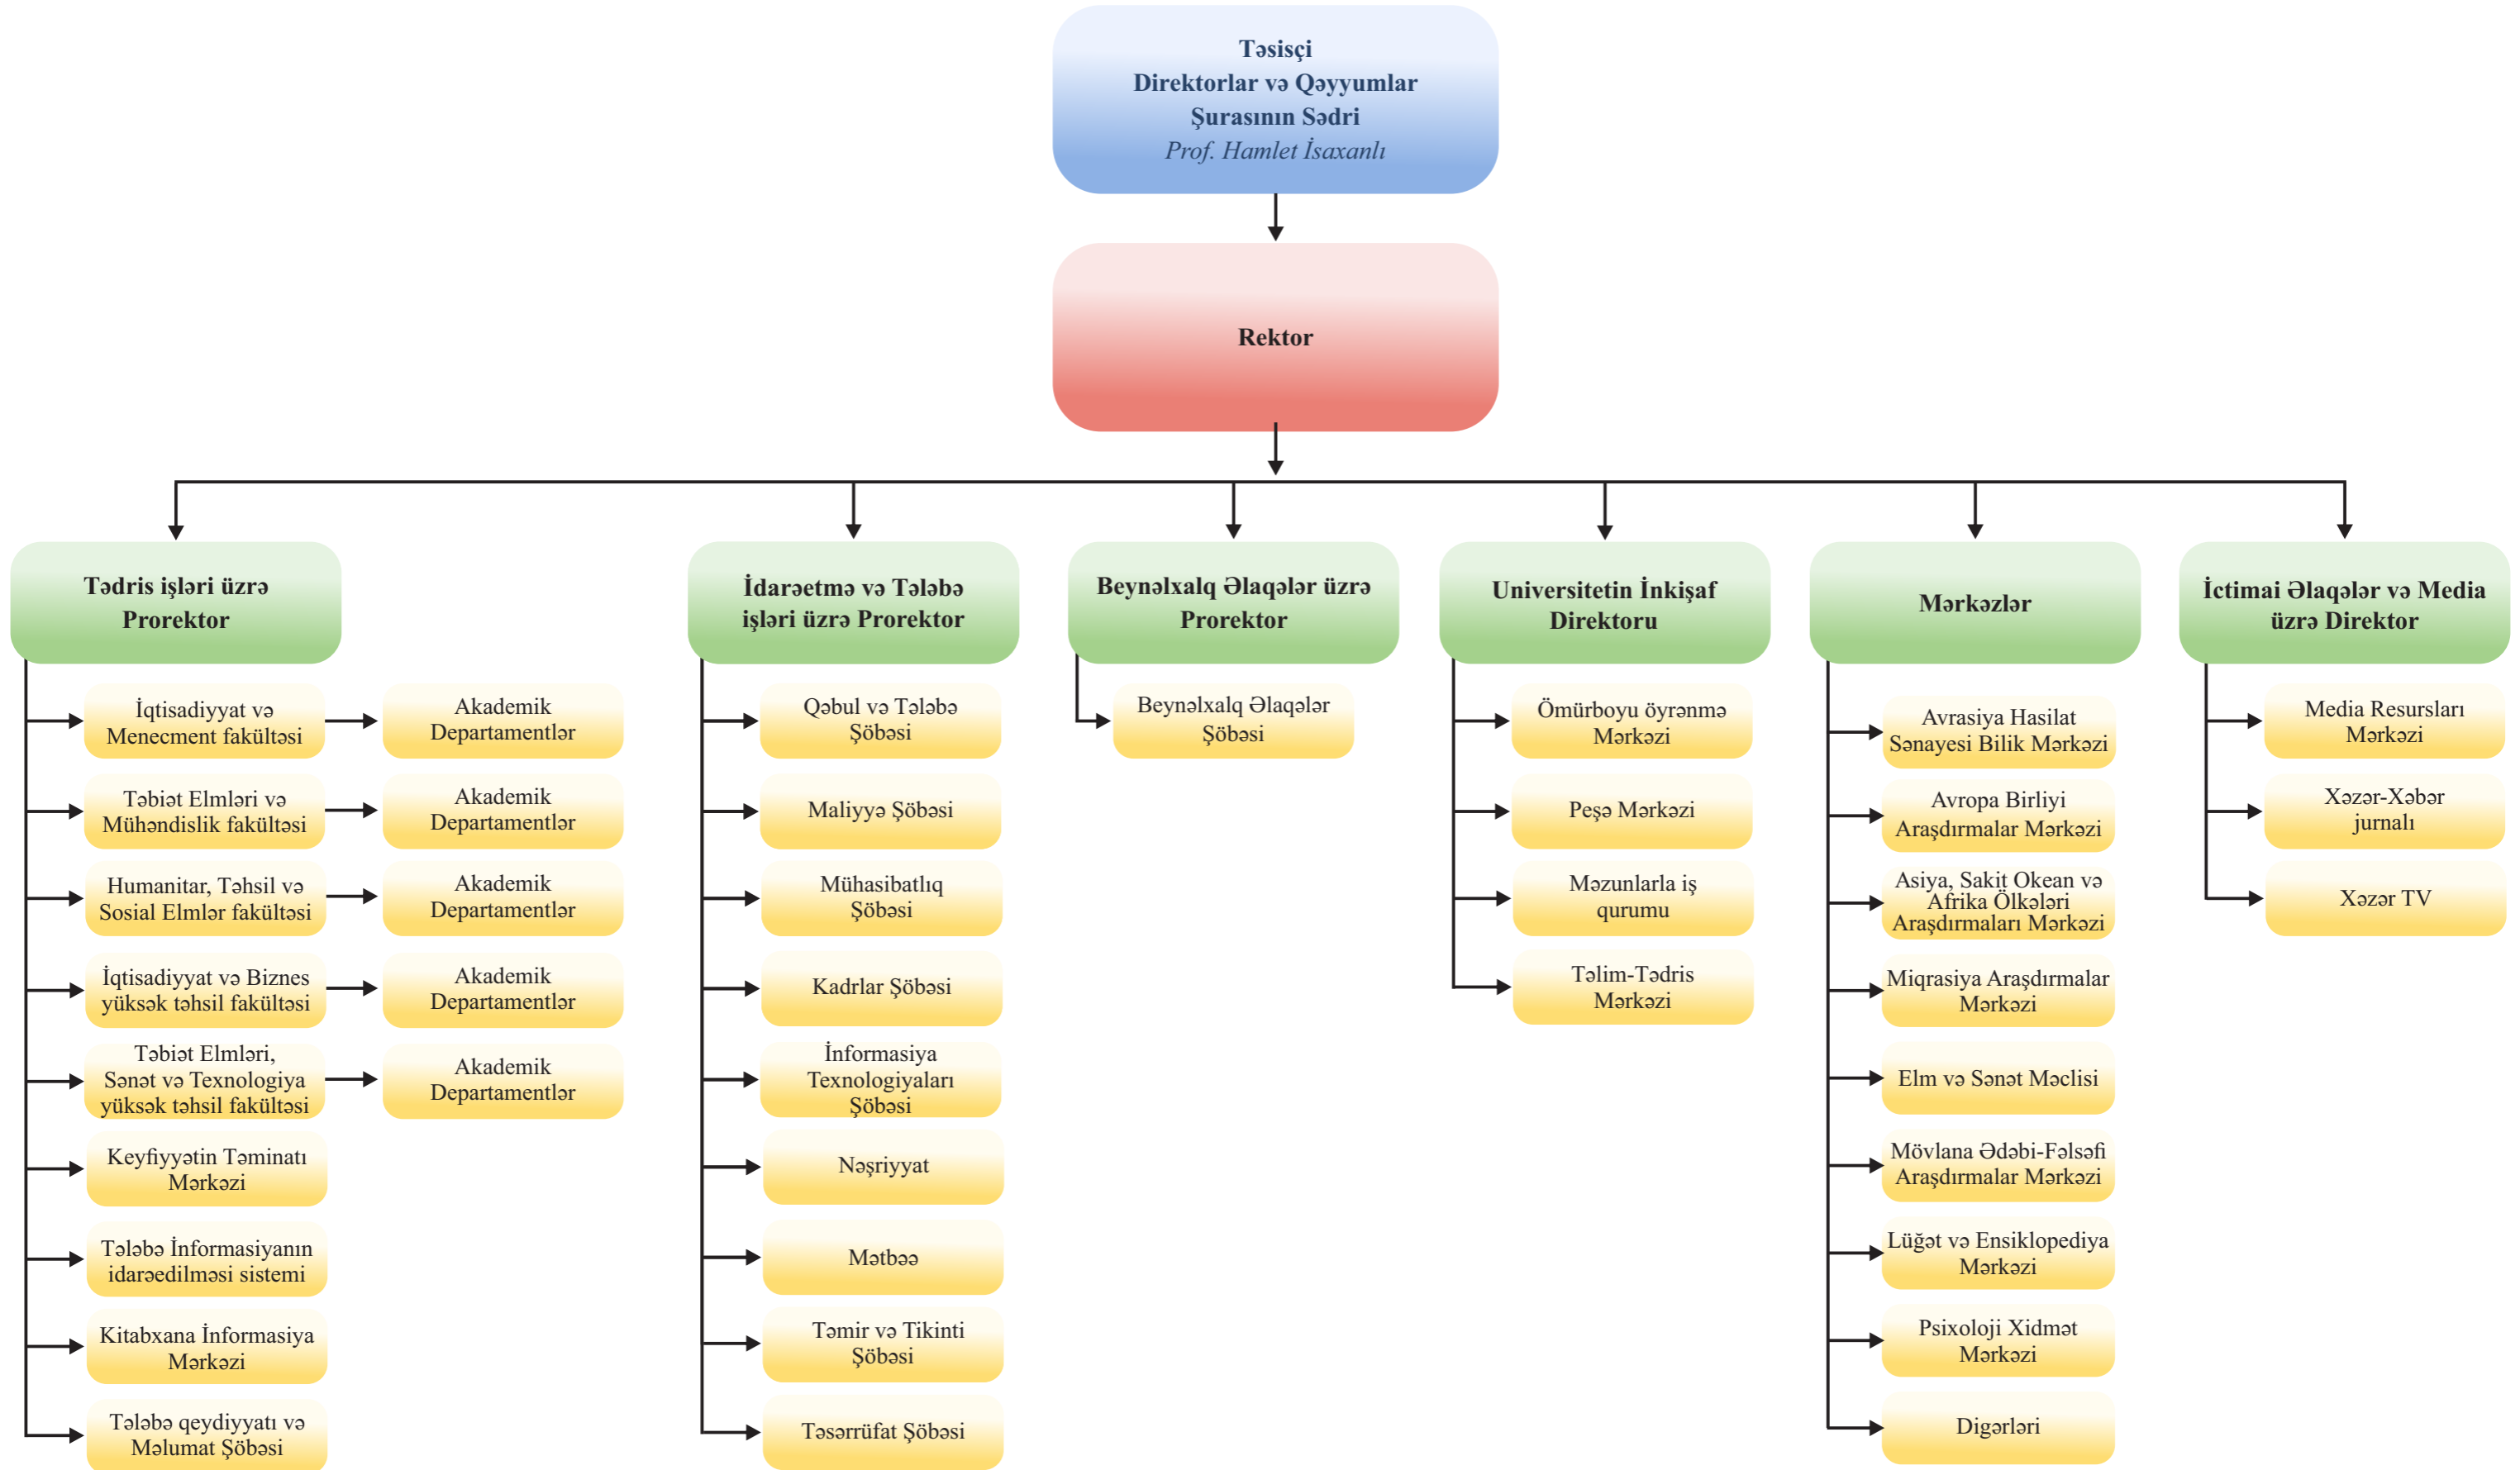 Təsisçi
Direktorlar və Qəyyumlar
Şurasının Sədri
Prof. Hamlet İsaxanlı
Rektor
Tədris işləri üzrə
Prorektor
İqtisadiyyat və
Menecment fakültəsi
Akademik
Departamentlər
Təbiət Elmləri və
Mühəndislik fakültəsi
Akademik
Departamentlər
Humanitar, Təhsil və
Sosial Elmlər fakültəsi
Akademik
Departamentlər
İqtisadiyyat və Biznes
yüksək təhsil fakültəsi
Akademik
Departamentlər
Təbiət Elmləri,
Sənət və Texnologiya
yüksək təhsil fakültəsi
Akademik
Departamentlər
Keyfiyyətin Təminatı
Mərkəzi
Tələbə İnformasiyanın
idarəedilməsi sistemi
Kitabxana İnformasiya
Mərkəzi
Tələbə qeydiyyatı və
Məlumat Şöbəsi
İdarəetmə və Tələbə
işləri üzrə Prorektor
Qəbul və Tələbə
Şöbəsi
Maliyyə Şöbəsi
Mühasibatlıq
Şöbəsi
Kadrlar Şöbəsi
İnformasiya
Texnologiyaları
Şöbəsi
Nəşriyyat
Mətbəə
Təmir və Tikinti
Şöbəsi
Təsərrüfat Şöbəsi
Beynəlxalq Əlaqələr üzrə
Prorektor
Beynəlxalq Əlaqələr
Şöbəsi
Universitetin İnkişaf
Direktoru
Ömürboyu öyrənmə
Mərkəzi
Peşə Mərkəzi
Məzunlarla iş
qurumu
Təlim-Tədris
Mərkəzi
Mərkəzlər
Avrasiya Hasilat
Sənayesi Bilik Mərkəzi
Avropa Birliyi
Araşdırmalar Mərkəzi
Asiya, Sakit Okean və
Afrika Ölkələri
Araşdırmaları Mərkəzi
Miqrasiya Araşdırmalar
Mərkəzi
Elm və Sənət Məclisi
Mövlana Ədəbi-Fəlsəfi
Araşdırmalar Mərkəzi
Lüğət və Ensiklopediya
Mərkəzi
Psixoloji Xidmət
Mərkəzi
Digərləri
İctimai Əlaqələr və Media
üzrə Direktor
Media Resursları
Mərkəzi
Xəzər-Xəbər
jurnalı
Xəzər TV